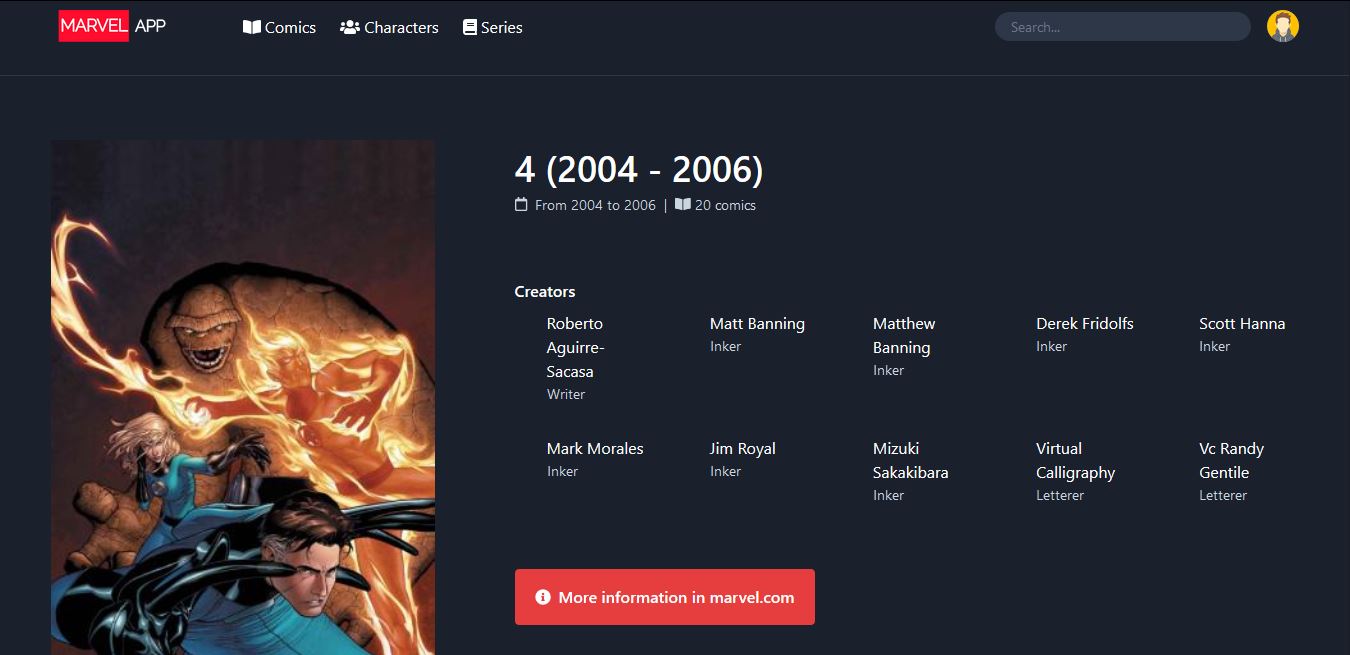 MARVEL APP
Comics
Characters
Series
Search...
4 (2004 - 2006)
From 2004 to 2006 | 20 comics
Creators
Roberto
Aguirre-
Sacasa
Writer
Matt Banning
Inker
Matthew
Banning
Inker
Derek Fridolfs
Inker
Scott Hanna
Inker
Mark Morales
Inker
Jim Royal
Inker
Mizuki
Sakakibara
Inker
Virtual
Calligraphy
Letterer
Vc Randy
Gentile
Letterer
More information in marvel.com